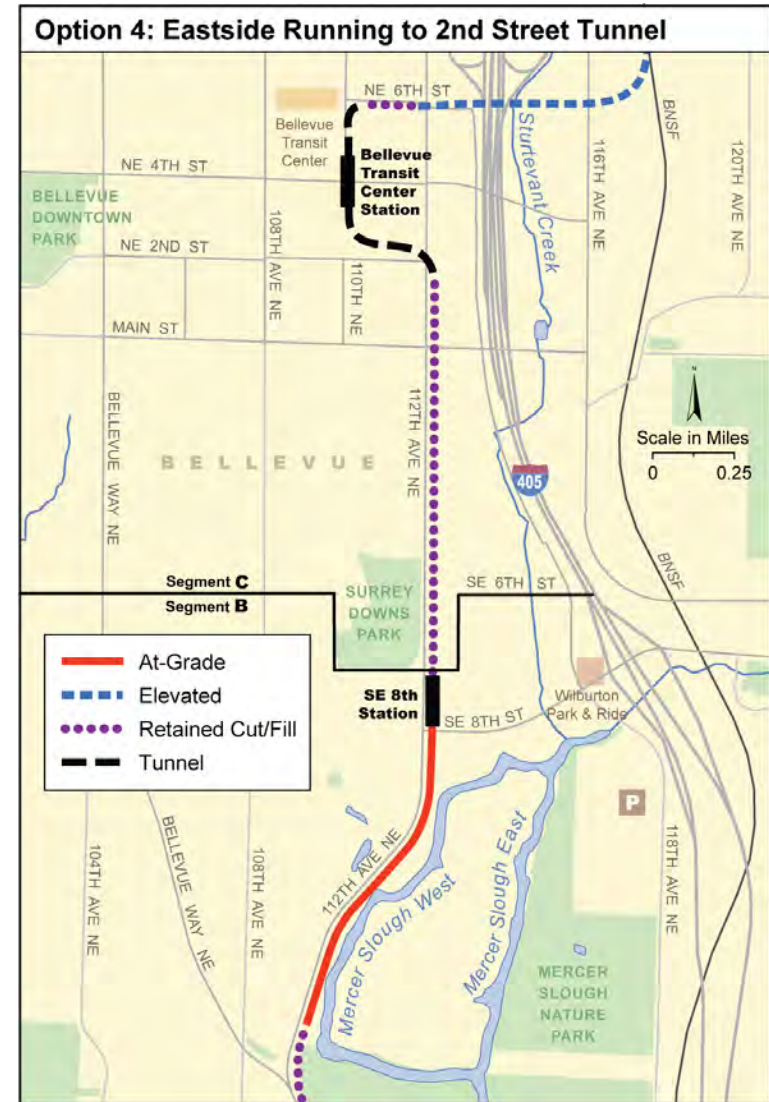 Option 4: Eastside Running to 2nd Street Tunnel
NE 6TH ST
BNSF
Bellevue
Transit
Center
Sturtevant Creek
116TH AVE NE
120TH AVE NE
NE 4TH ST
Bellevue
Transit
Center
Station
BELLEVUE
DOWNTOWN
PARK
108TH AVE NE
NE 2ND ST
110TH NE
MAIN ST
N
Scale in Miles
0 0.25
BELLEVUE WAY NE
112TH AVE NE
BELLEVUE
405
BNSF
Segment C
Segment B
SURREY
DOWNS
PARK
SE 6TH ST
At-Grade
Elevated
Retained Cut/Fill
Tunnel
SE 8th
Station
SE 8TH ST
Wilburton
Park & Ride
P
104TH AVE NE
BELLEVUE WAY NE
108TH AVE NE
112TH AVE NE
Mercer Slough West
Mercer Slough East
118TH AVE NE
MERCER
SLOUGH
NATURE
PARK